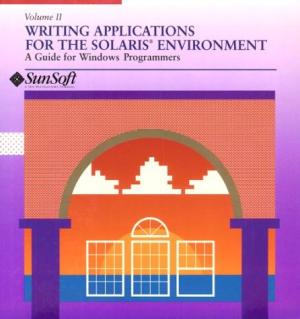 Volume II
WRITING APPLICATIONS
FOR THE SOLARIS® ENVIRONMENT
A Guide for Windows Programmers
SunSoft